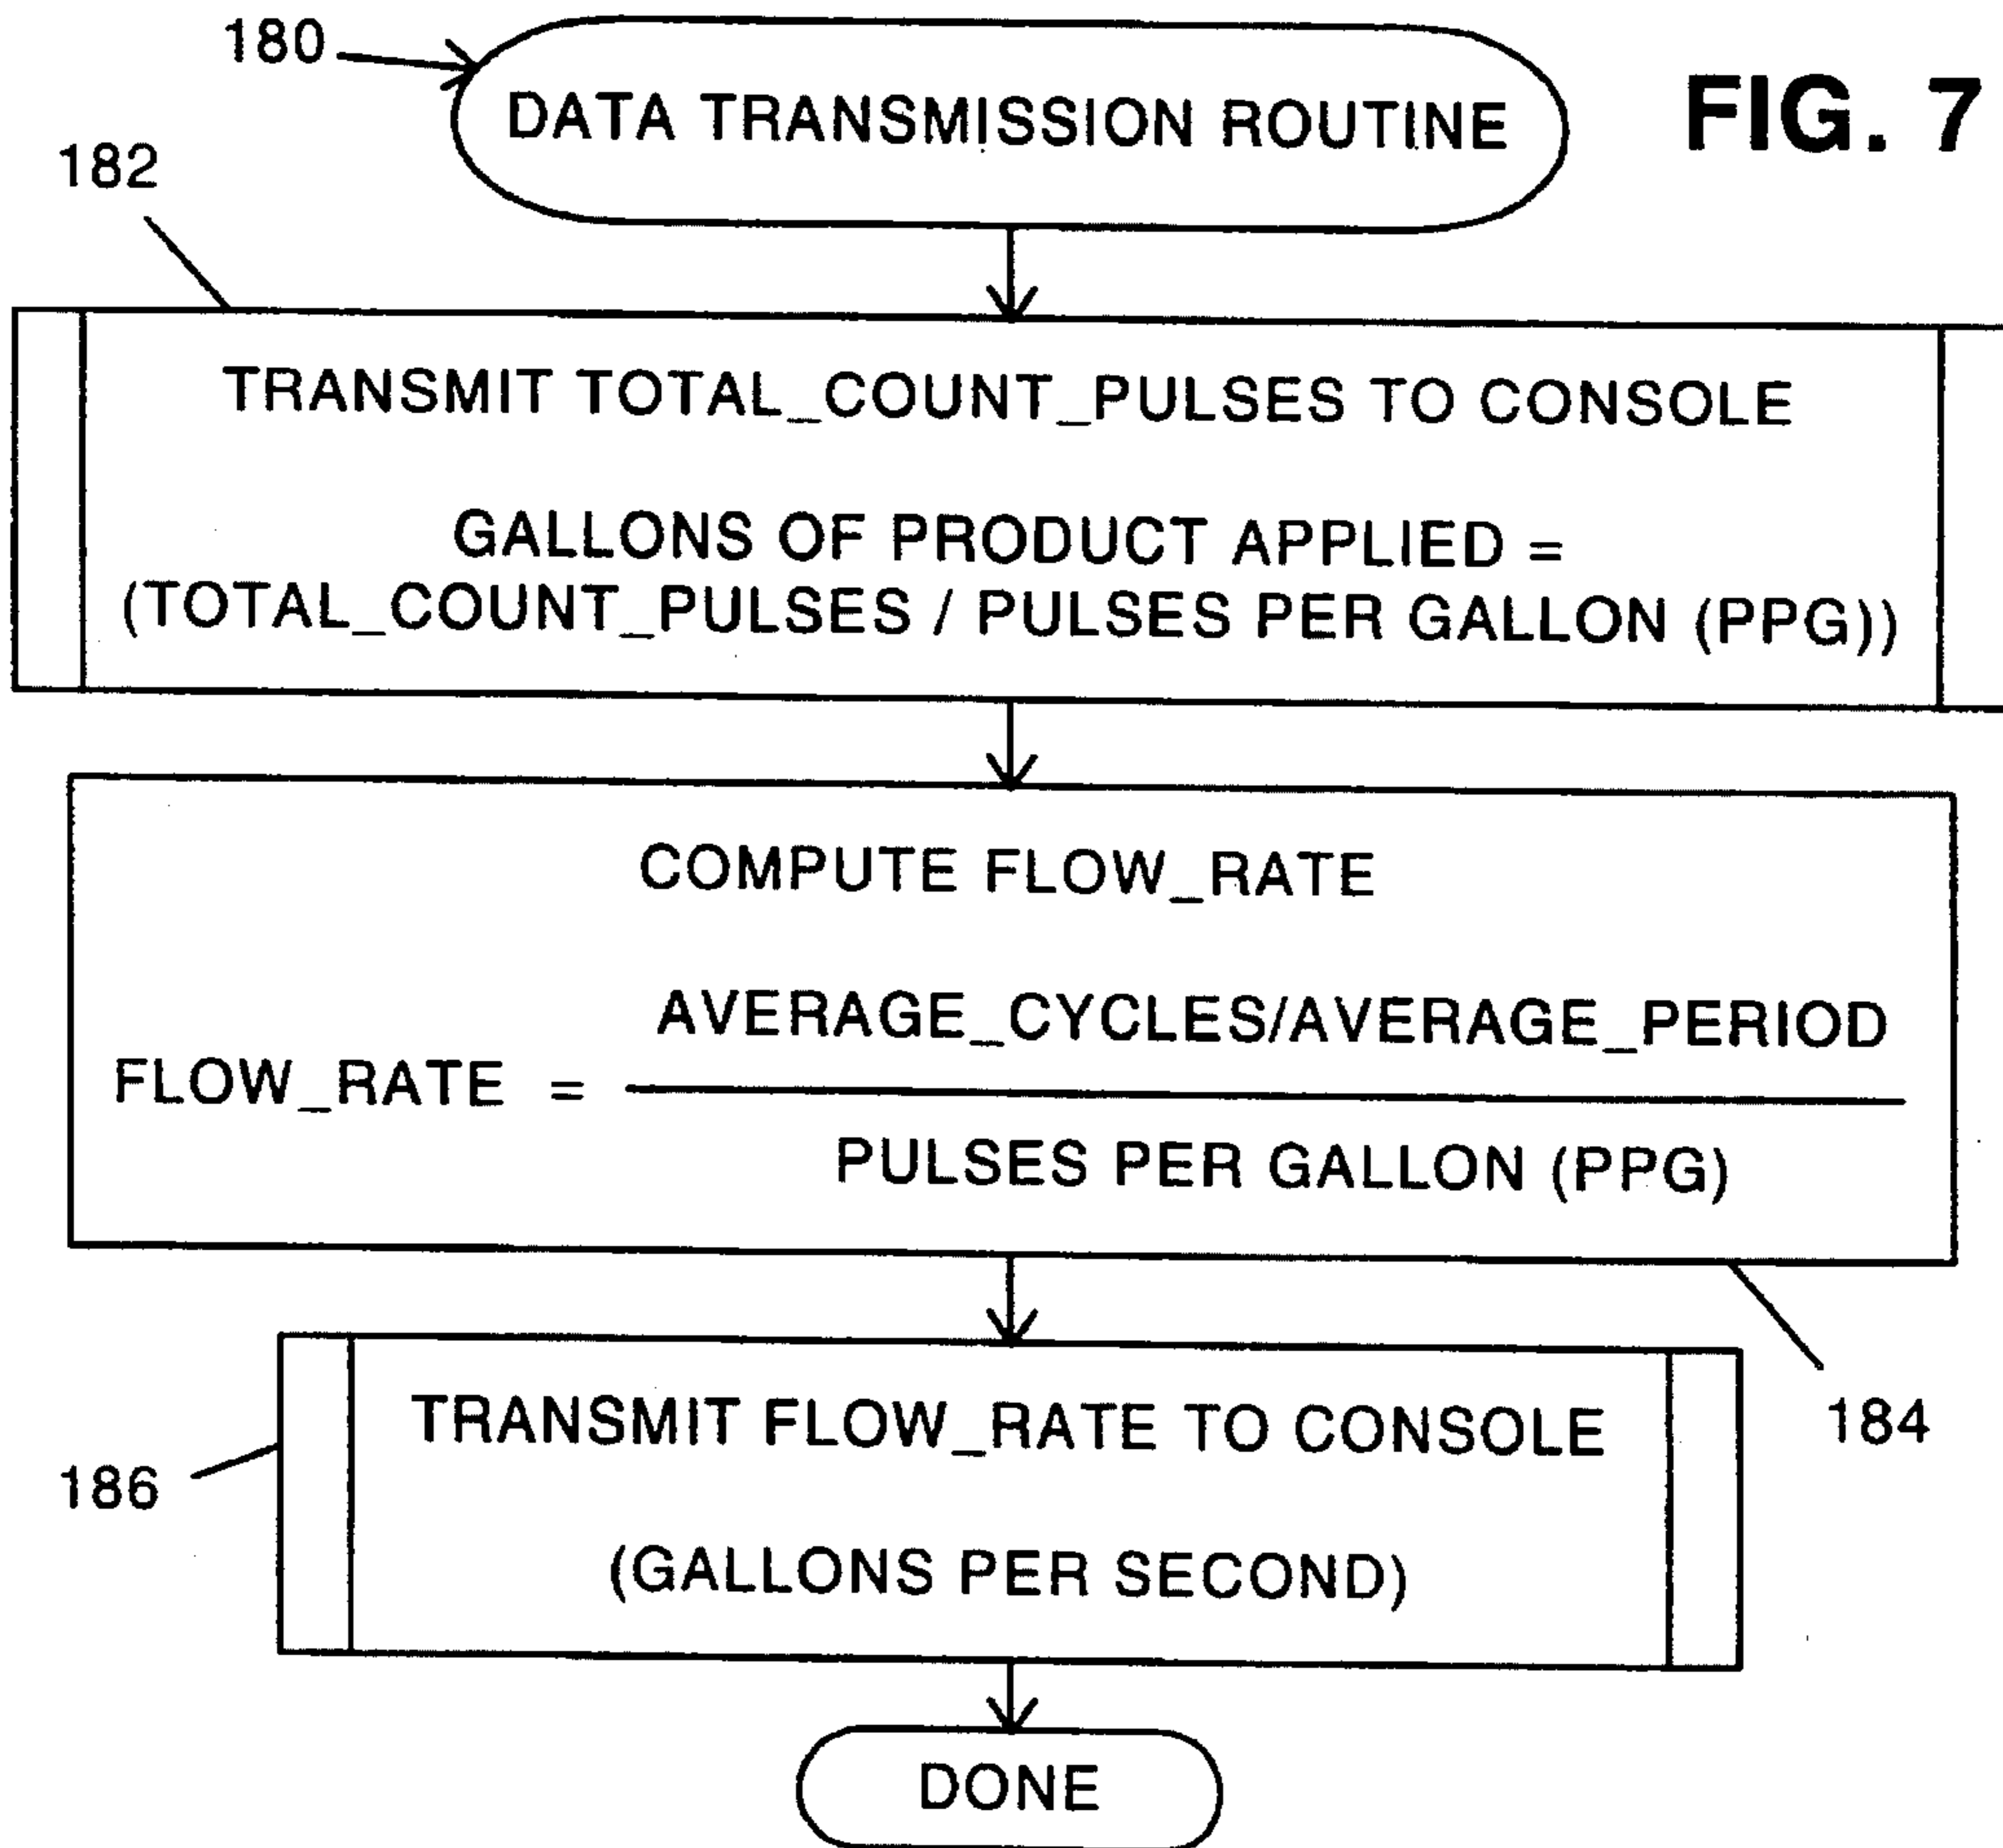 180
DATA TRANSMISSION ROUTINE
FIG. 7
182
TRANSMIT TOTAL_COUNT_PULSES TO CONSOLE
GALLONS OF PRODUCT APPLIED =
(TOTAL_COUNT_PULSES / PULSES PER GALLON (PPG))
COMPUTE FLOW_RATE
AVERAGE_CYCLES/AVERAGE_PERIOD
FLOW_RATE =
PULSES PER GALLON (PPG)
184
TRANSMIT FLOW_RATE TO CONSOLE
186
(GALLONS PER SECOND)
DONE